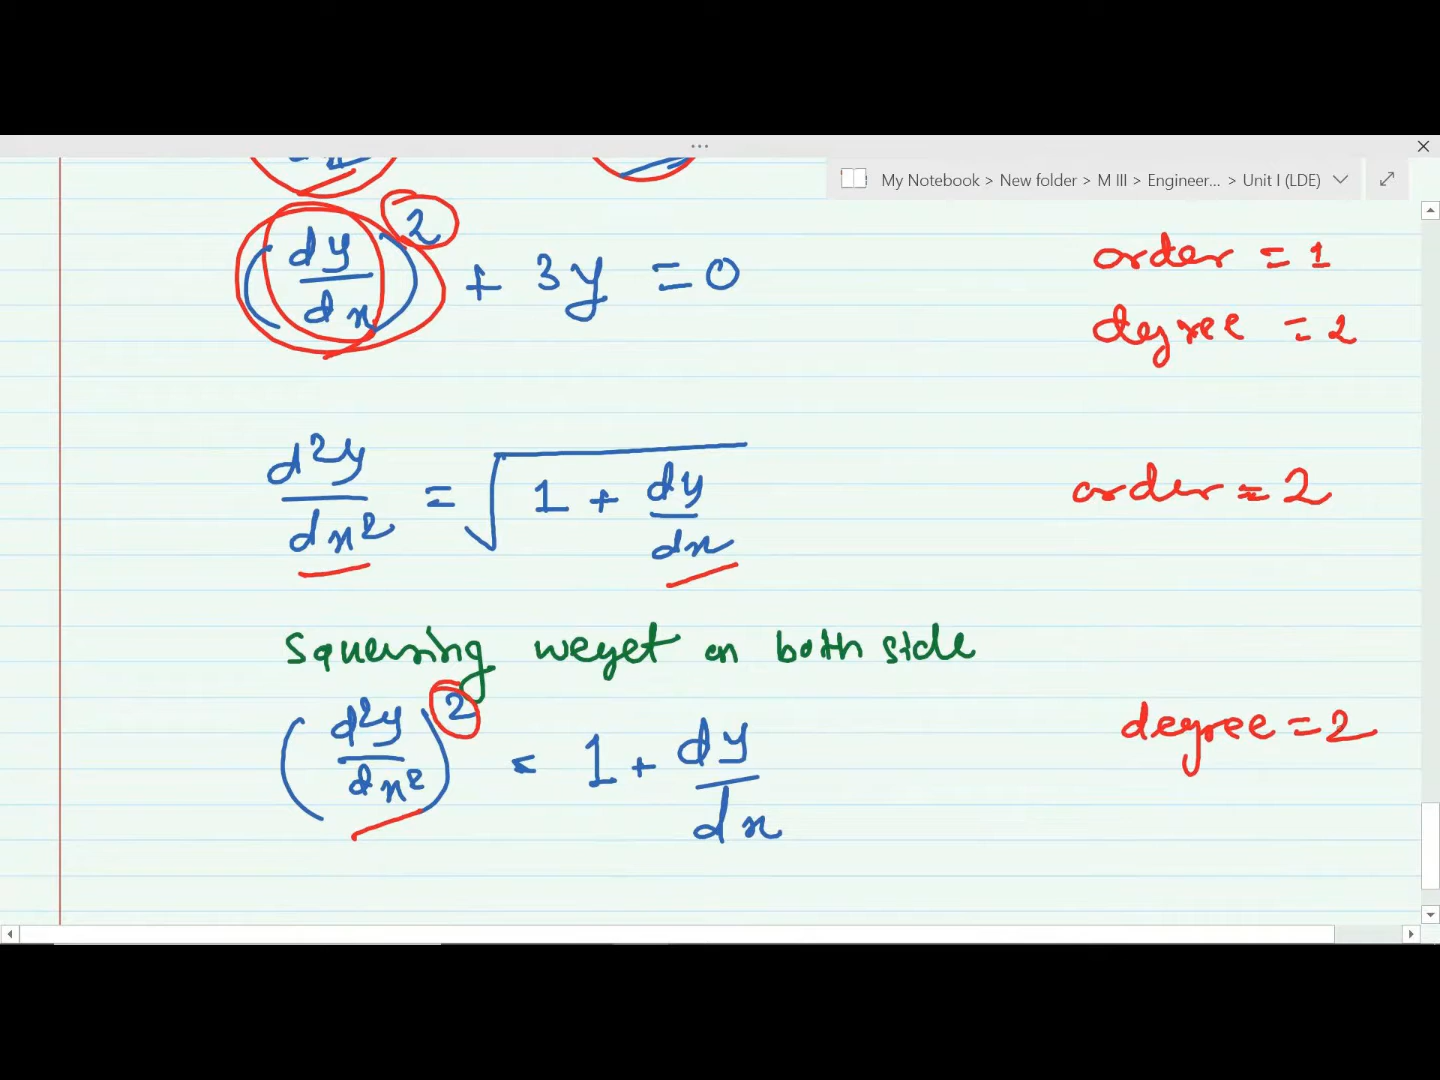 My Notebook > New folder > M III > Engineer... > Unit I (LDE)
(dy/dx)² + 3y = 0
order = 1
degree = 2
d²y/dx² = √(1 + dy/dx)
order = 2
squersing weget on both side
(d²y/dx²)² = 1 + dy/dx
degree = 2